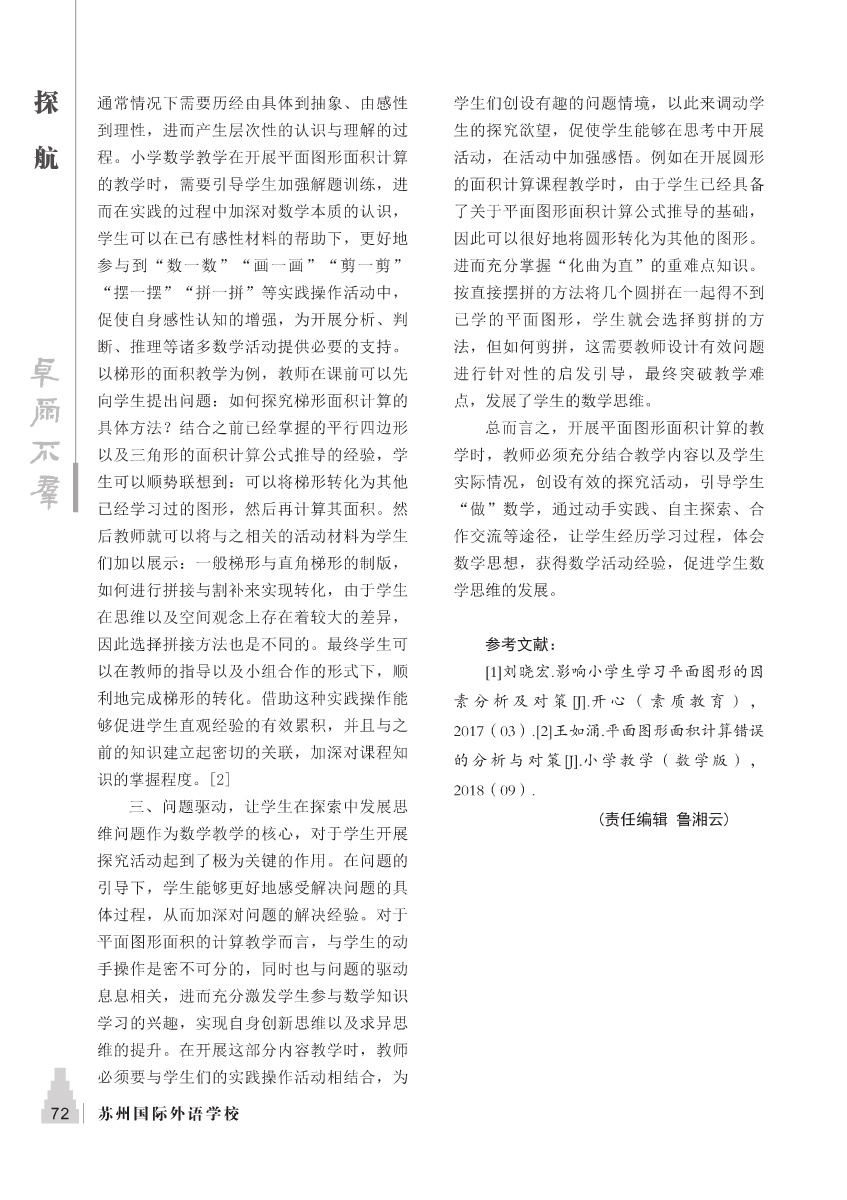 探
航
卓
尔
不
群
通常情况下需要历经由具体到抽象、由感性
到理性，进而产生层次性的认识与理解的过
程。小学数学教学在开展平面图形面积计算
的教学时，需要引导学生加强解题训练，进
而在实践的过程中加深对数学本质的认识，
学生可以在已有感性材料的帮助下，更好地
参与到“数一数”“画一画”“剪一剪”
“摆一摆”“拼一拼”等实践操作活动中，
促使自身感性认知的增强，为开展分析、判
断、推理等诸多数学活动提供必要的支持。
以梯形的面积教学为例，教师在课前可以先
向学生提出问题：如何探究梯形面积计算的
具体方法？结合之前已经掌握的平行四边形
以及三角形的面积计算公式推导的经验，学
生可以顺势联想到：可以将梯形转化为其他
已经学习过的图形，然后再计算其面积。然
后教师就可以将与之相关的活动材料为学生
们加以展示：一般梯形与直角梯形的制版，
如何进行拼接与割补来实现转化，由于学生
在思维以及空间观念上存在着较大的差异，
因此选择拼接方法也是不同的。最终学生可
以在教师的指导以及小组合作的形式下，顺
利地完成梯形的转化。借助这种实践操作能
够促进学生直观经验的有效累积，并且与之
前的知识建立起密切的关联，加深对课程知
识的掌握程度。[2]
三、问题驱动，让学生在探索中发展思
维问题作为数学教学的核心，对于学生开展
探究活动起到了极为关键的作用。在问题的
引导下，学生能够更好地感受解决问题的具
体过程，从而加深对问题的解决经验。对于
平面图形面积的计算教学而言，与学生的动
手操作是密不可分的，同时也与问题的驱动
息息相关，进而充分激发学生参与数学知识
学习的兴趣，实现自身创新思维以及求异思
维的提升。在开展这部分内容教学时，教师
必须要与学生们的实践操作活动相结合，为
学生们创设有趣的问题情境，以此来调动学
生的探究欲望，促使学生能够在思考中开展
活动，在活动中加强感悟。例如在开展圆形
的面积计算课程教学时，由于学生已经具备
了关于平面图形面积计算公式推导的基础，
因此可以很好地将圆形转化为其他的图形。
进而充分掌握“化曲为直”的重难点知识。
按直接摆拼的方法将几个圆拼在一起得不到
已学的平面图形，学生就会选择剪拼的方
法，但如何剪拼，这需要教师设计有效问题
进行针对性的启发引导，最终突破教学难
点，发展了学生的数学思维。
总而言之，开展平面图形面积计算的教
学时，教师必须充分结合教学内容以及学生
实际情况，创设有效的探究活动，引导学生
“做”数学，通过动手实践、自主探索、合
作交流等途径，让学生经历学习过程，体会
数学思想，获得数学活动经验，促进学生数
学思维的发展。
参考文献：
[1]刘晓宏.影响小学生学习平面图形的因
素分析及对策[J].开心（素质教育），
2017（03）.[2]王如涌.平面图形面积计算错误
的分析与对策[J].小学教学（数学版），
2018（09）.
（责任编辑 鲁湘云）
72 苏州国际外语学校